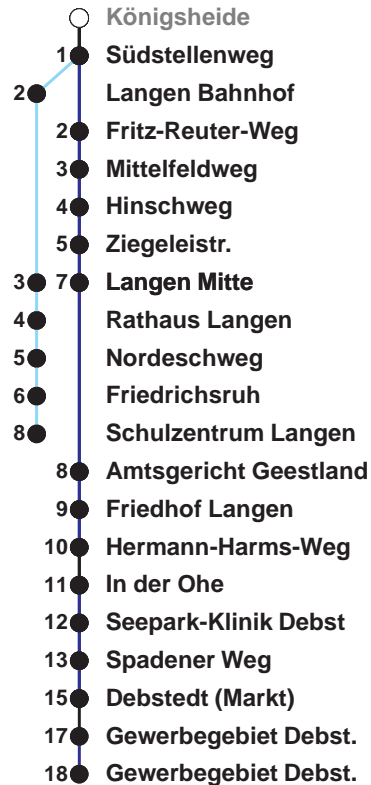 Königsheide
1 Südstellenweg
2 Langen Bahnhof
2 Fritz-Reuter-Weg
3 Mittelfeldweg
4 Hinschweg
5 Ziegeleistr.
3 7 Langen Mitte
4 Rathaus Langen
5 Nordeschweg
6 Friedrichsruh
8 Schulzentrum Langen
8 Amtsgericht Geestland
9 Friedhof Langen
10 Hermann-Harms-Weg
11 In der Ohe
12 Seepark-Klinik Debst
13 Spadener Weg
15 Debstedt (Markt)
17 Gewerbegebiet Debst.
18 Gewerbegebiet Debst.